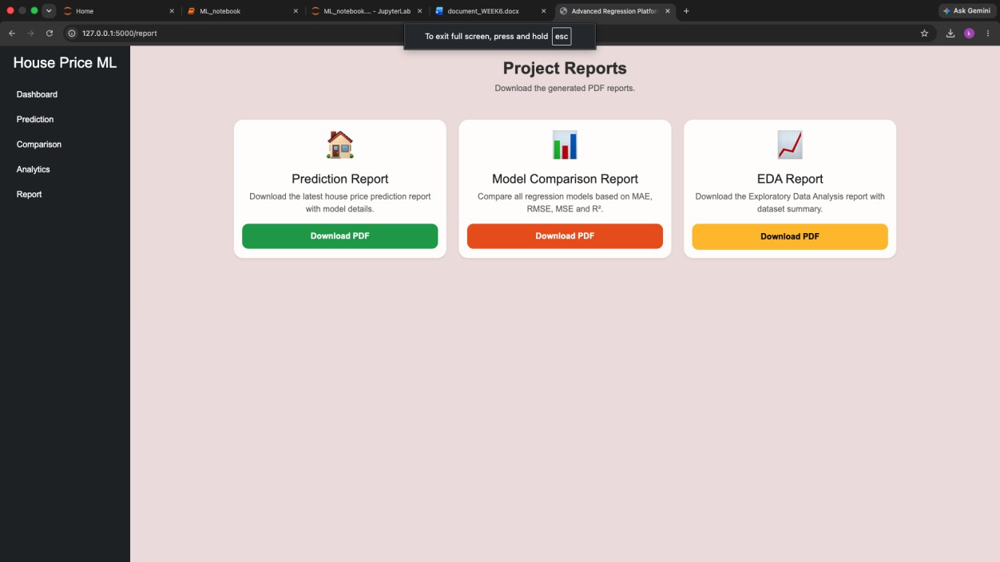 Home
ML_notebook
ML_notebook.... - JupyterLab
document_WEEK6.docx
Advanced Regression Platfor
Ask Gemini
127.0.0.1:5000/report
To exit full screen, press and hold esc
k
House Price ML
Dashboard
Prediction
Comparison
Analytics
Report
Project Reports
Download the generated PDF reports.
Prediction Report
Download the latest house price prediction report
with model details.
Download PDF
Model Comparison Report
Compare all regression models based on MAE,
RMSE, MSE and R².
Download PDF
EDA Report
Download the Exploratory Data Analysis report with
dataset summary.
Download PDF